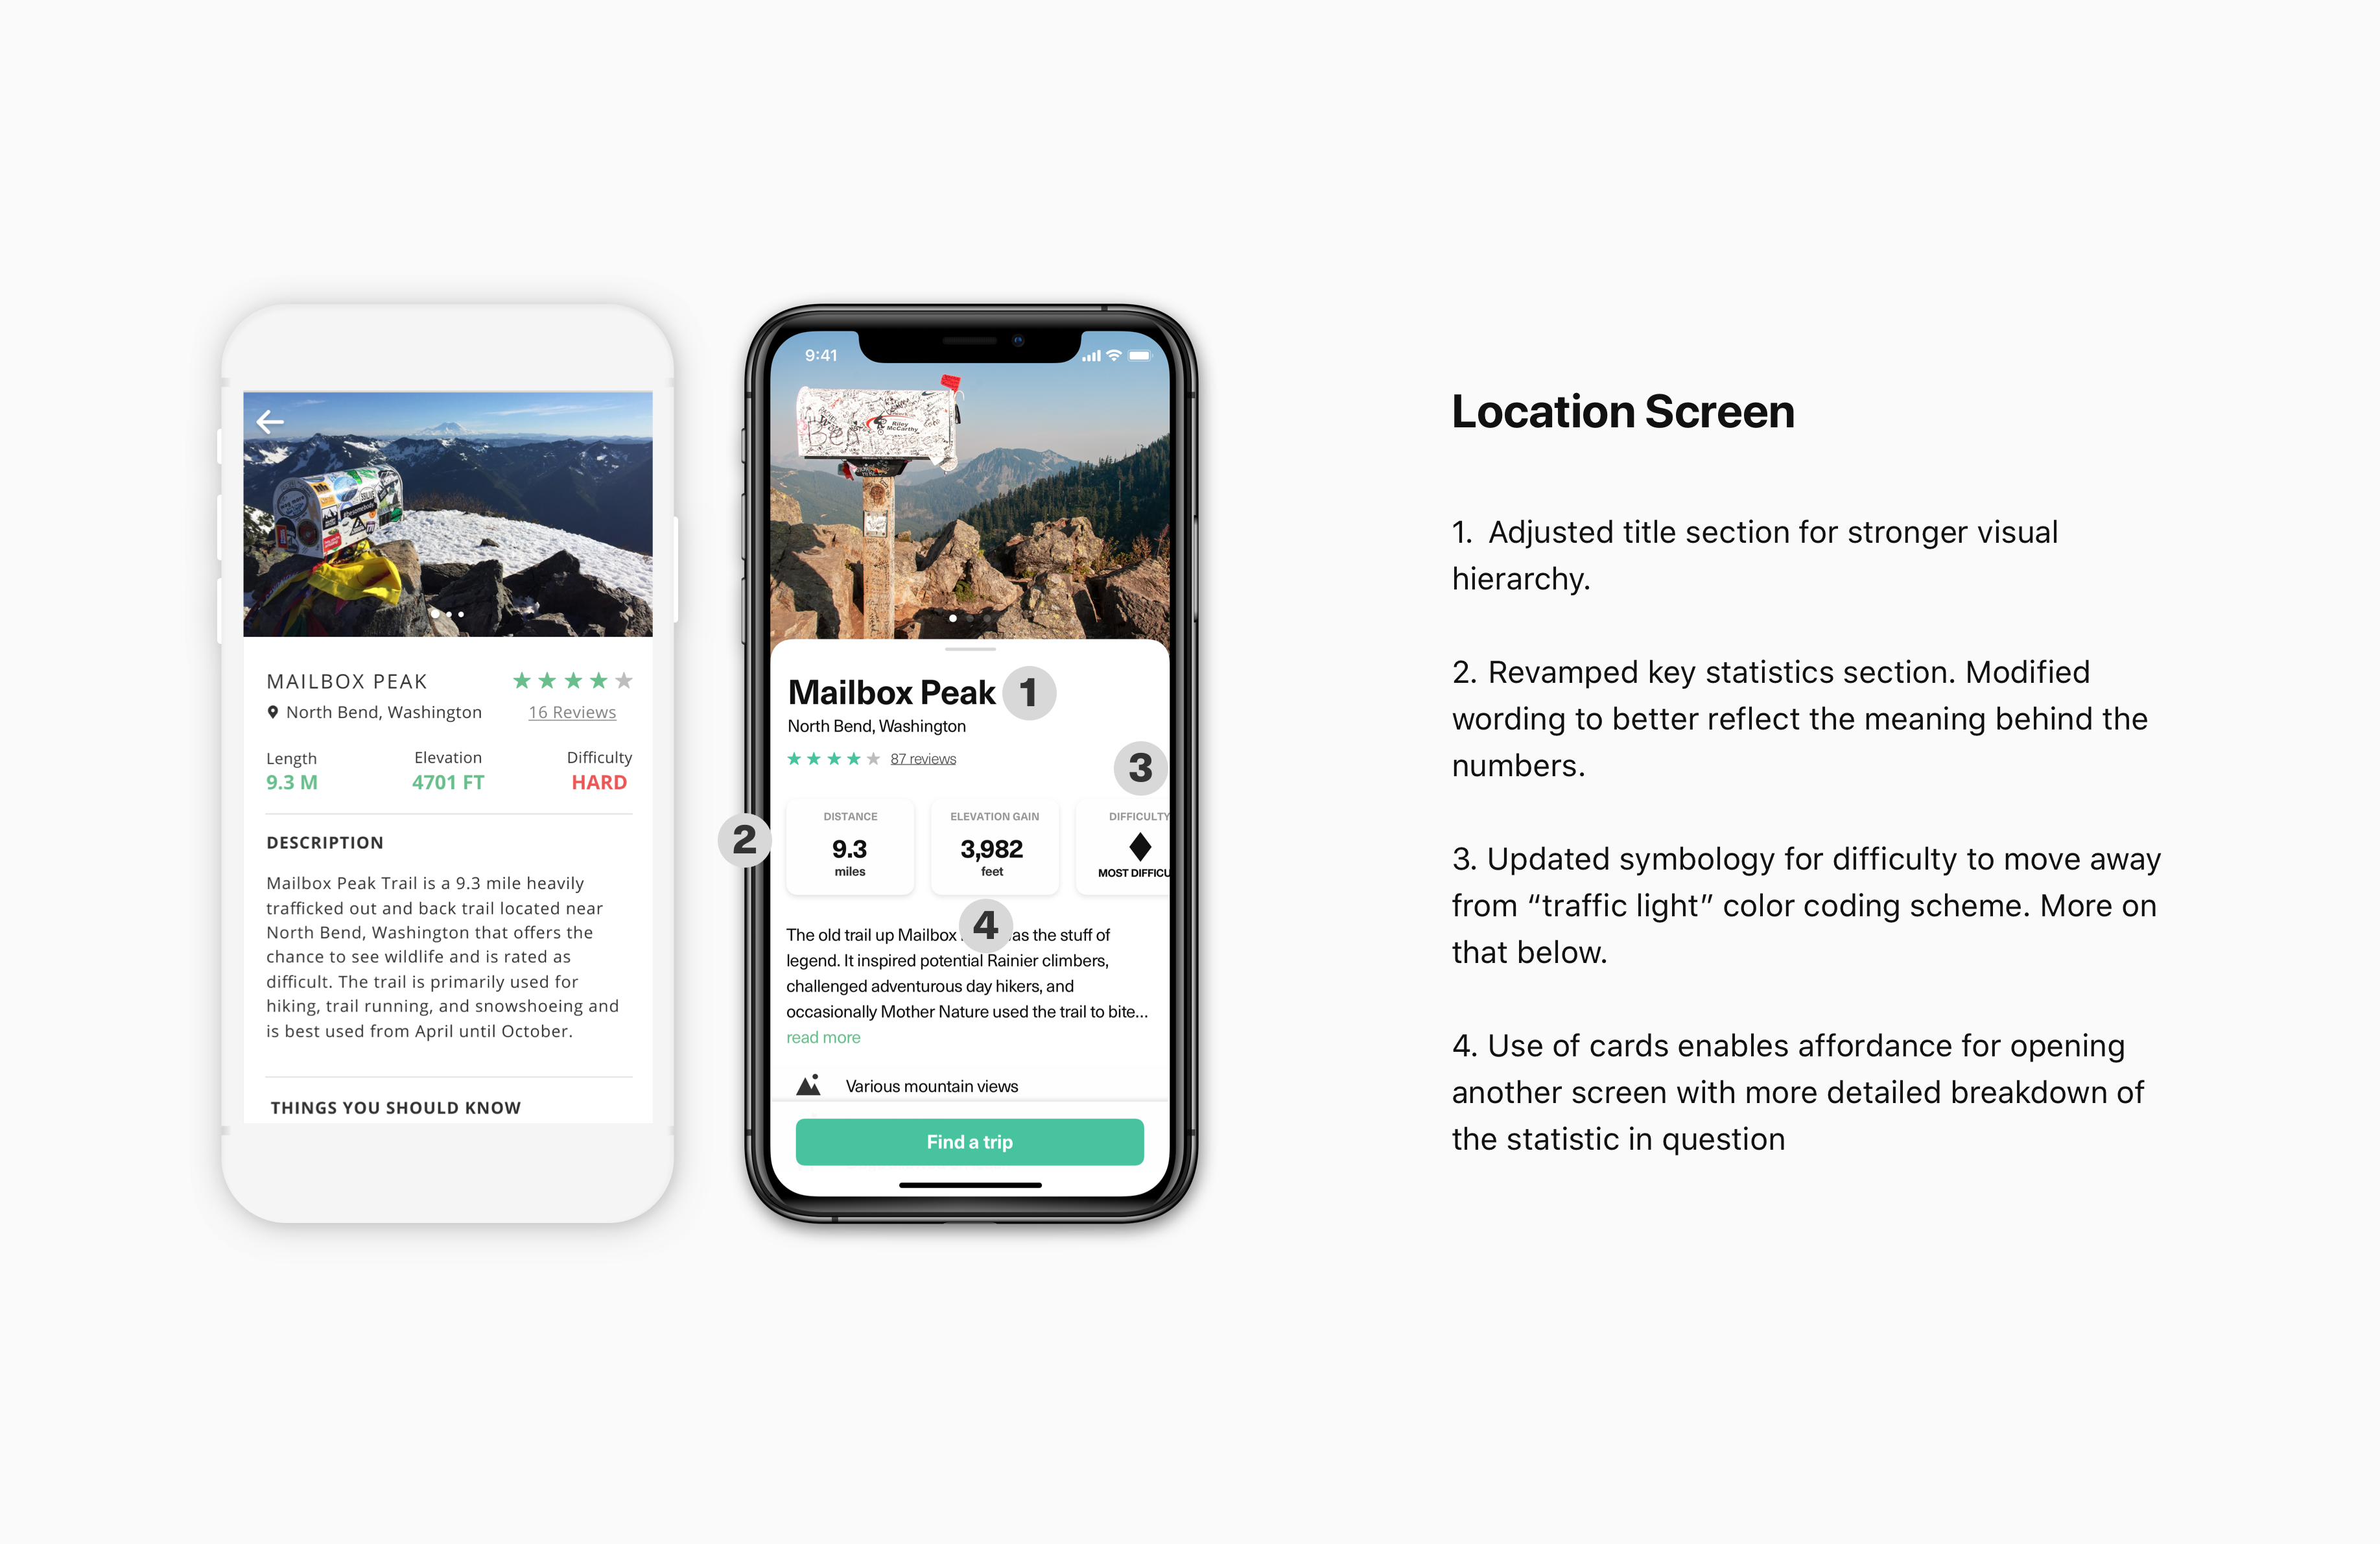 MAILBOX PEAK
North Bend, Washington
16 Reviews
Length
9.3 M
Elevation
4701 FT
Difficulty
HARD
DESCRIPTION
Mailbox Peak Trail is a 9.3 mile heavily
trafficked out and back trail located near
North Bend, Washington that offers the
chance to see wildlife and is rated as
difficult. The trail is primarily used for
hiking, trail running, and snowshoeing and
is best used from April until October.
THINGS YOU SHOULD KNOW
9:41
Riley
McCarthy
Mailbox Peak
1
North Bend, Washington
87 reviews
3
2
DISTANCE
9.3
miles
ELEVATION GAIN
3,982
feet
DIFFICULTY
MOST DIFFICU
4
The old trail up Mailbox as the stuff of
legend. It inspired potential Rainier climbers,
challenged adventurous day hikers, and
occasionally Mother Nature used the trail to bite...
read more
Various mountain views
Find a trip
Location Screen
1. Adjusted title section for stronger visual
hierarchy.
2. Revamped key statistics section. Modified
wording to better reflect the meaning behind the
numbers.
3. Updated symbology for difficulty to move away
from “traffic light” color coding scheme. More on
that below.
4. Use of cards enables affordance for opening
another screen with more detailed breakdown of
the statistic in question